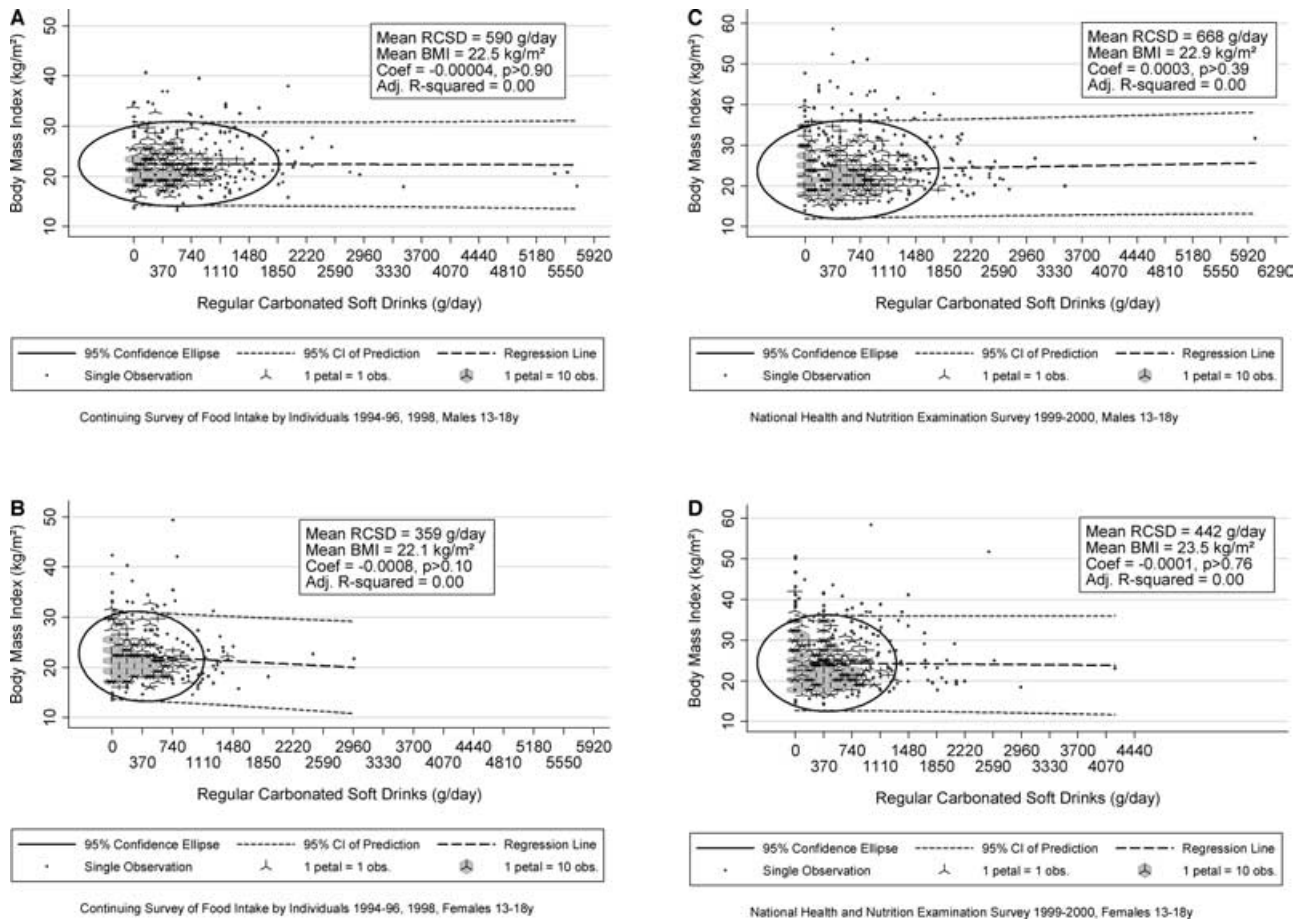 A
Body Mass Index (kg/m²)
50
40
30
20
10
Mean RCSD = 590 g/day
Mean BMI = 22.5 kg/m²
Coef = -0.00004, p>0.90
Adj. R-squared = 0.00
0 740 1480 2220 2960 3700 4440 5180 5920
370 1110 1850 2590 3330 4070 4810 5550
Regular Carbonated Soft Drinks (g/day)
95% Confidence Ellipse 95% CI of Prediction Regression Line
Single Observation 1 petal = 1 obs. 1 petal = 10 obs.
Continuing Survey of Food Intake by Individuals 1994-96, 1998, Males 13-18y
C
Body Mass Index (kg/m²)
60
50
40
30
20
10
Mean RCSD = 668 g/day
Mean BMI = 22.9 kg/m²
Coef = 0.0003, p>0.39
Adj. R-squared = 0.00
0 740 1480 2220 2960 3700 4440 5180 5920
370 1110 1850 2590 3330 4070 4810 5550 6290
Regular Carbonated Soft Drinks (g/day)
95% Confidence Ellipse 95% CI of Prediction Regression Line
Single Observation 1 petal = 1 obs. 1 petal = 10 obs.
National Health and Nutrition Examination Survey 1999-2000, Males 13-18y
B
Body Mass Index (kg/m²)
50
40
30
20
10
Mean RCSD = 359 g/day
Mean BMI = 22.1 kg/m²
Coef = -0.0008, p>0.10
Adj. R-squared = 0.00
0 740 1480 2220 2960 3700 4440 5180 5920
370 1110 1850 2590 3330 4070 4810 5550
Regular Carbonated Soft Drinks (g/day)
95% Confidence Ellipse 95% CI of Prediction Regression Line
Single Observation 1 petal = 1 obs. 1 petal = 10 obs.
Continuing Survey of Food Intake by Individuals 1994-96, 1998, Females 13-18y
D
Body Mass Index (kg/m²)
60
50
40
30
20
10
Mean RCSD = 442 g/day
Mean BMI = 23.5 kg/m²
Coef = -0.0001, p>0.76
Adj. R-squared = 0.00
0 740 1480 2220 2960 3700 4440
370 1110 1850 2590 3330 4070
Regular Carbonated Soft Drinks (g/day)
95% Confidence Ellipse 95% CI of Prediction Regression Line
Single Observation 1 petal = 1 obs. 1 petal = 10 obs.
National Health and Nutrition Examination Survey 1999-2000, Females 13-18y